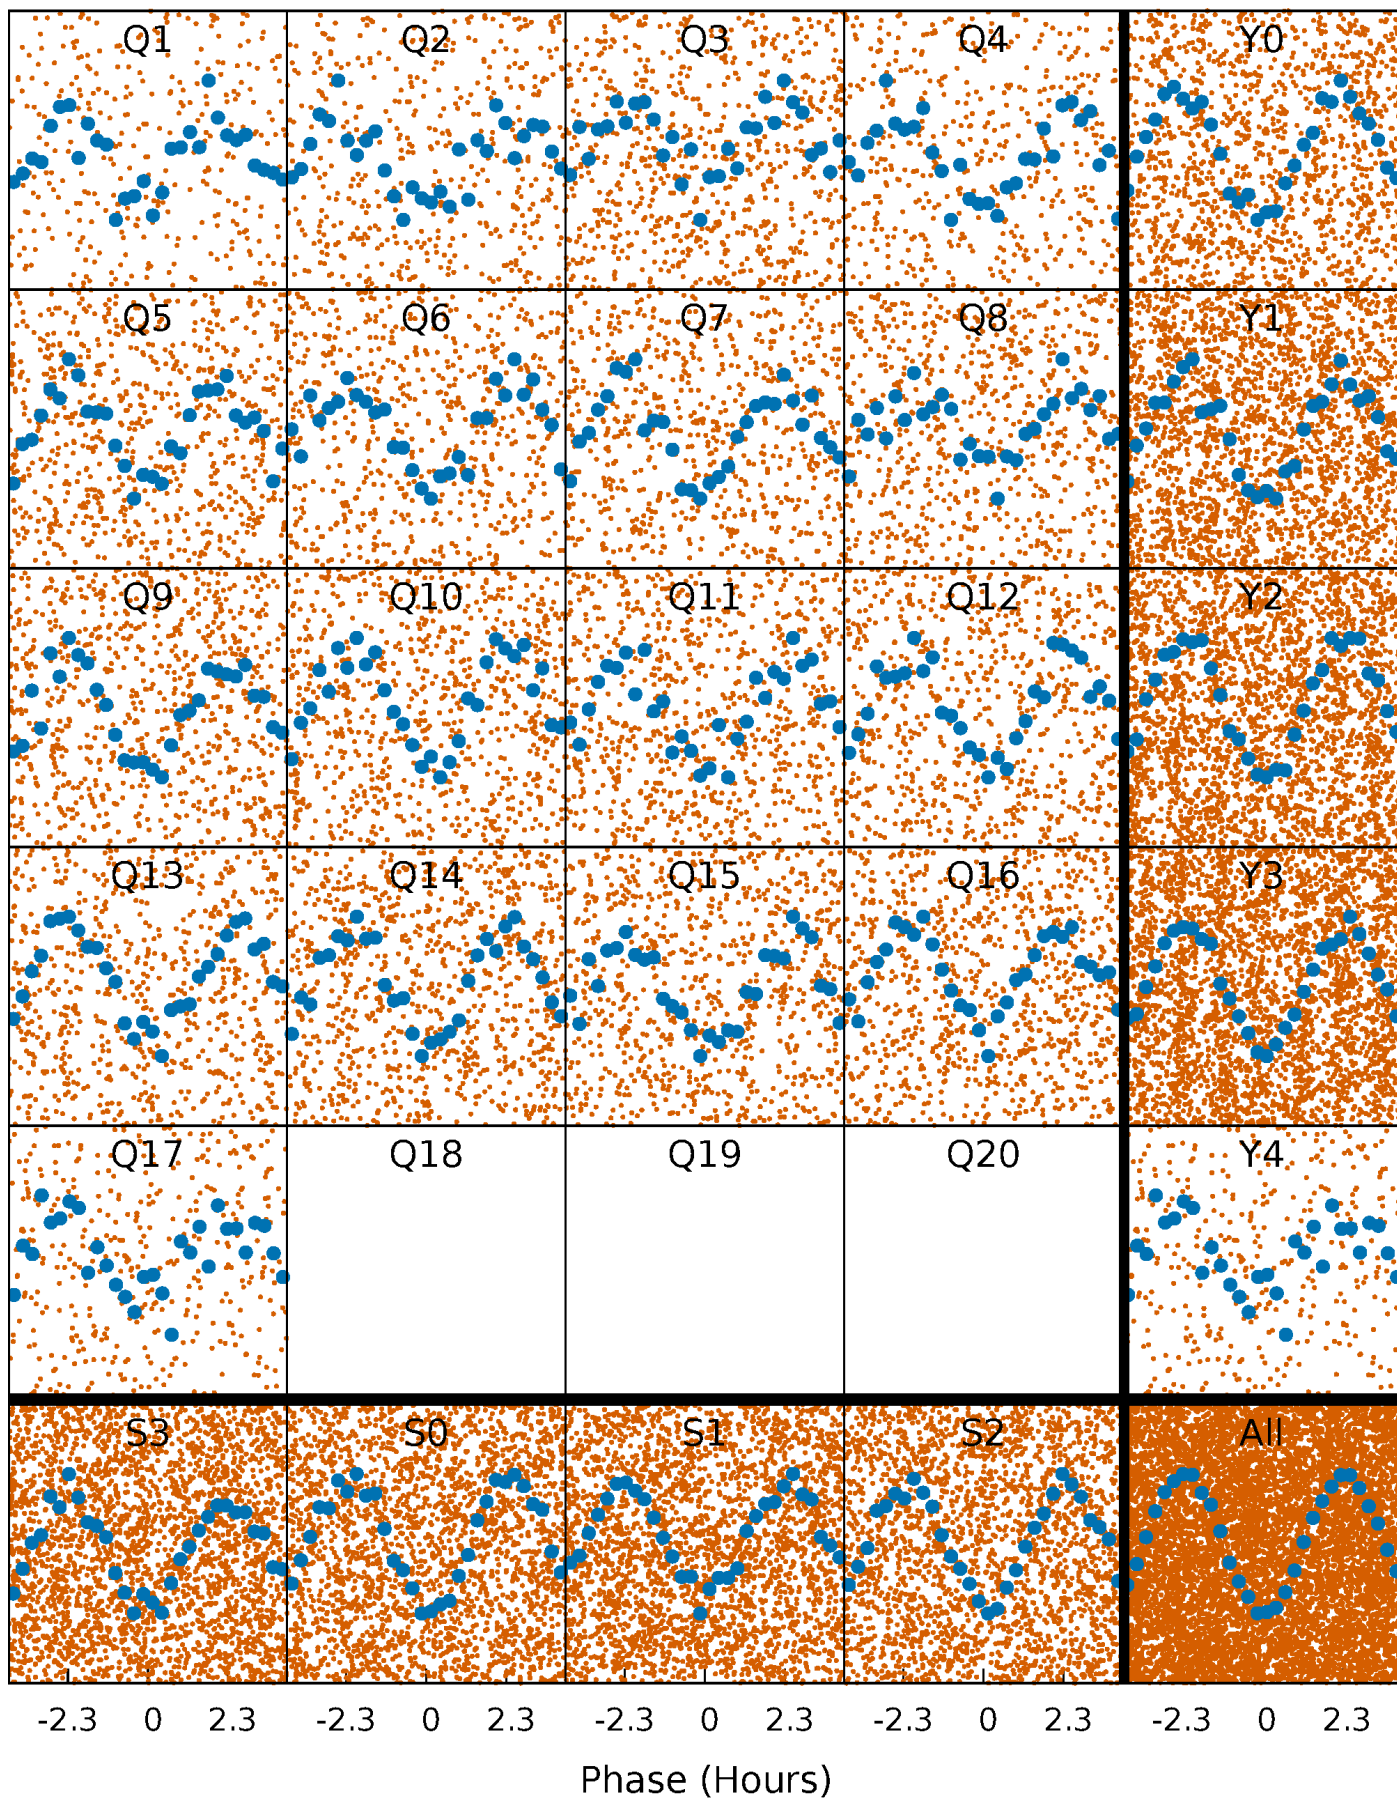 Q1 Q2 Q3 Q4 Y0
Q5 Q6 Q7 Q8 Y1
Q9 Q10 Q11 Q12 Y2
Q13 Q14 Q15 Q16 Y3
Q17 Q18 Q19 Q20 Y4
S3 S0 S1 S2 All
-2.3 0 2.3 -2.3 0 2.3 -2.3 0 2.3 -2.3 0 2.3 -2.3 0 2.3
Phase (Hours)